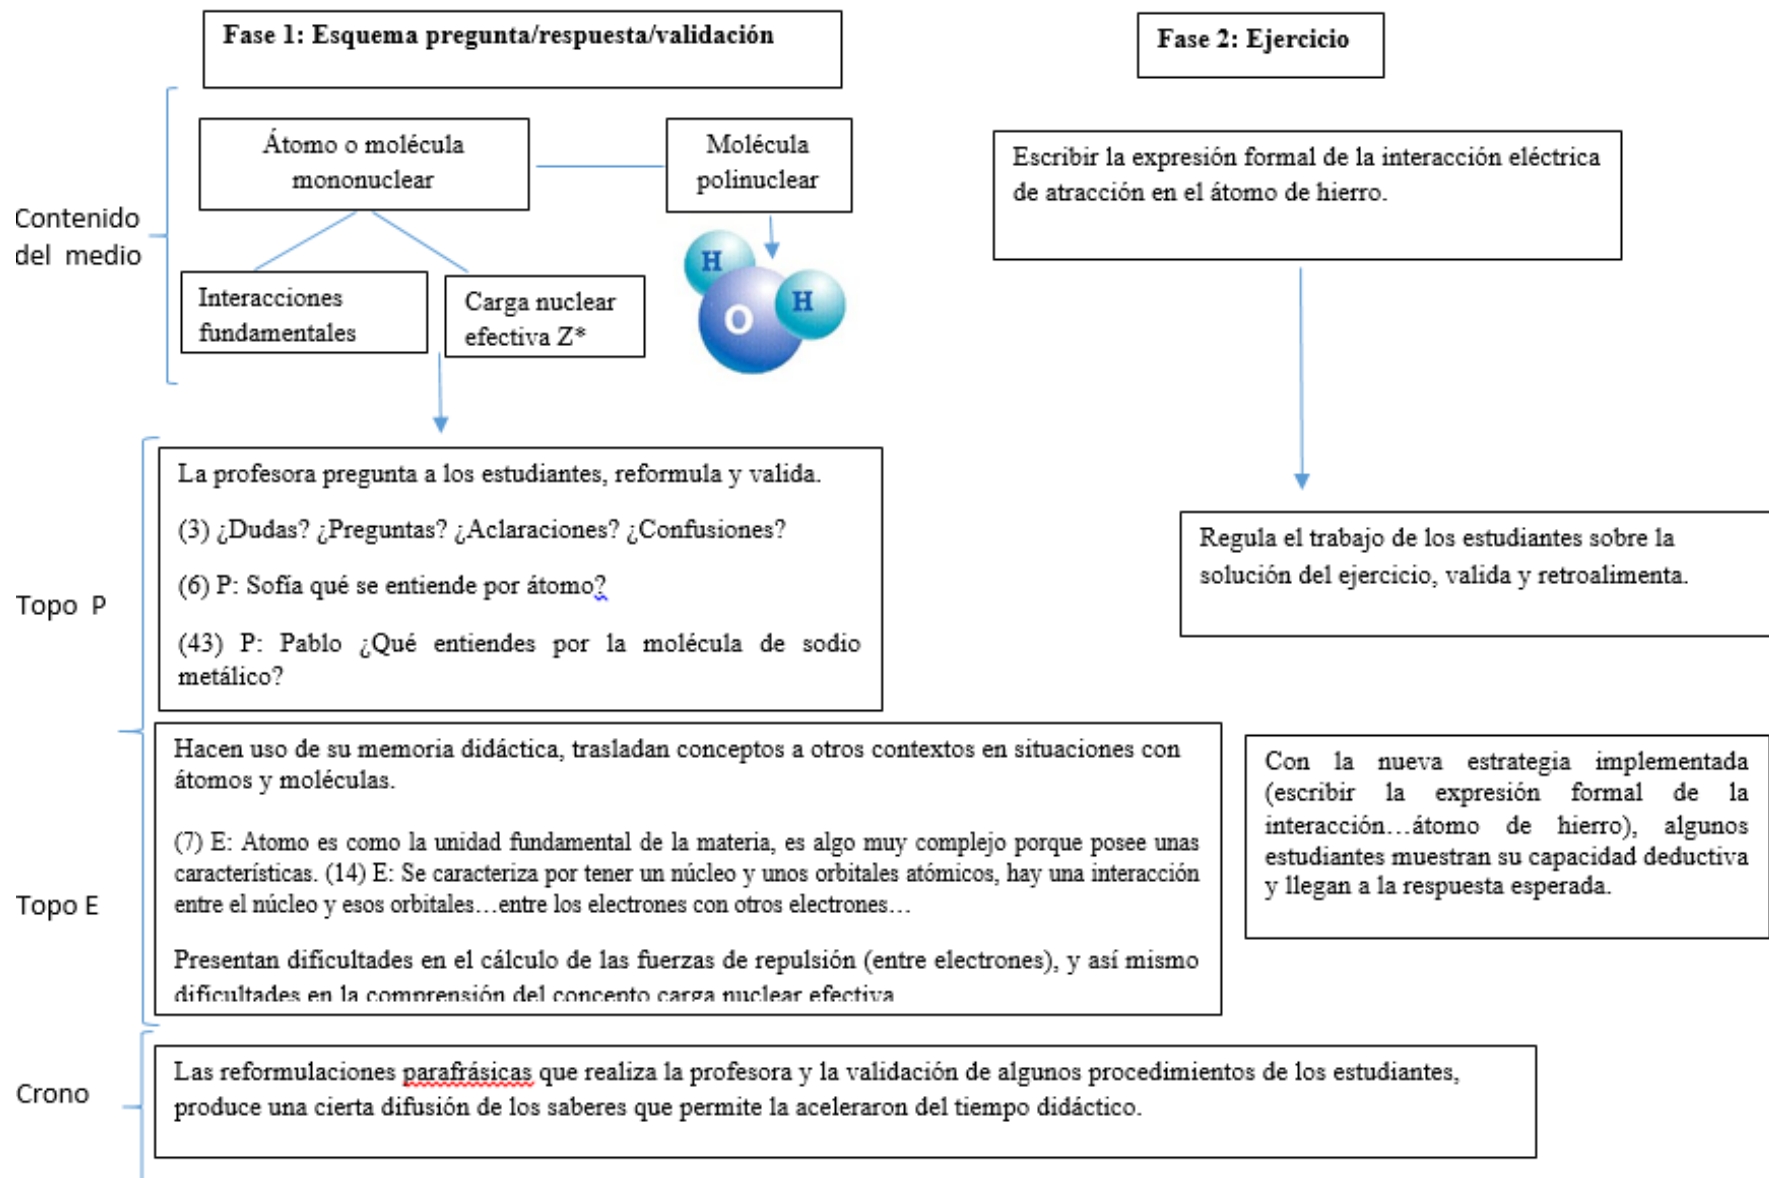 Fase 1: Esquema pregunta/respuesta/validación
Fase 2: Ejercicio
Contenido
del medio
Átomo o molécula
mononuclear
Molécula
polinuclear
Interacciones
fundamentales
Carga nuclear
efectiva Z*
H
H
O
Escribir la expresión formal de la interacción eléctrica
de atracción en el átomo de hierro.
Topo P
La profesora pregunta a los estudiantes, reformula y valida.
(3) ¿Dudas? ¿Preguntas? ¿Aclaraciones? ¿Confusiones?
(6) P: Sofía qué se entiende por átomo?
(43) P: Pablo ¿Qué entiendes por la molécula de sodio
metálico?
Regula el trabajo de los estudiantes sobre la
solución del ejercicio, valida y retroalimenta.
Topo E
Hacen uso de su memoria didáctica, trasladan conceptos a otros contextos en situaciones con
átomos y moléculas.
(7) E: Atomo es como la unidad fundamental de la materia, es algo muy complejo porque posee unas
características. (14) E: Se caracteriza por tener un núcleo y unos orbitales atómicos, hay una interacción
entre el núcleo y esos orbitales…entre los electrones con otros electrones…
Presentan dificultades en el cálculo de las fuerzas de repulsión (entre electrones), y así mismo
dificultades en la comprensión del concepto carga nuclear efectiva
Con la nueva estrategia implementada
(escribir la expresión formal de la
interacción…átomo de hierro), algunos
estudiantes muestran su capacidad deductiva
y llegan a la respuesta esperada.
Crono
Las reformulaciones parafrásicas que realiza la profesora y la validación de algunos procedimientos de los estudiantes,
produce una cierta difusión de los saberes que permite la aceleraron del tiempo didáctico.